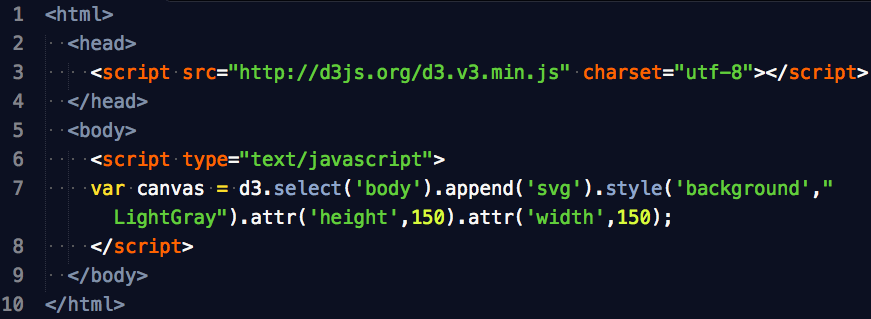 1 <html>
2   <head>
3     <script src="http://d3js.org/d3.v3.min.js" charset="utf-8"></script>
4   </head>
5   <body>
6     <script type="text/javascript">
7     var canvas = d3.select('body').append('svg').style('background',"
LightGray").attr('height',150).attr('width',150);
8     </script>
9   </body>
10 </html>